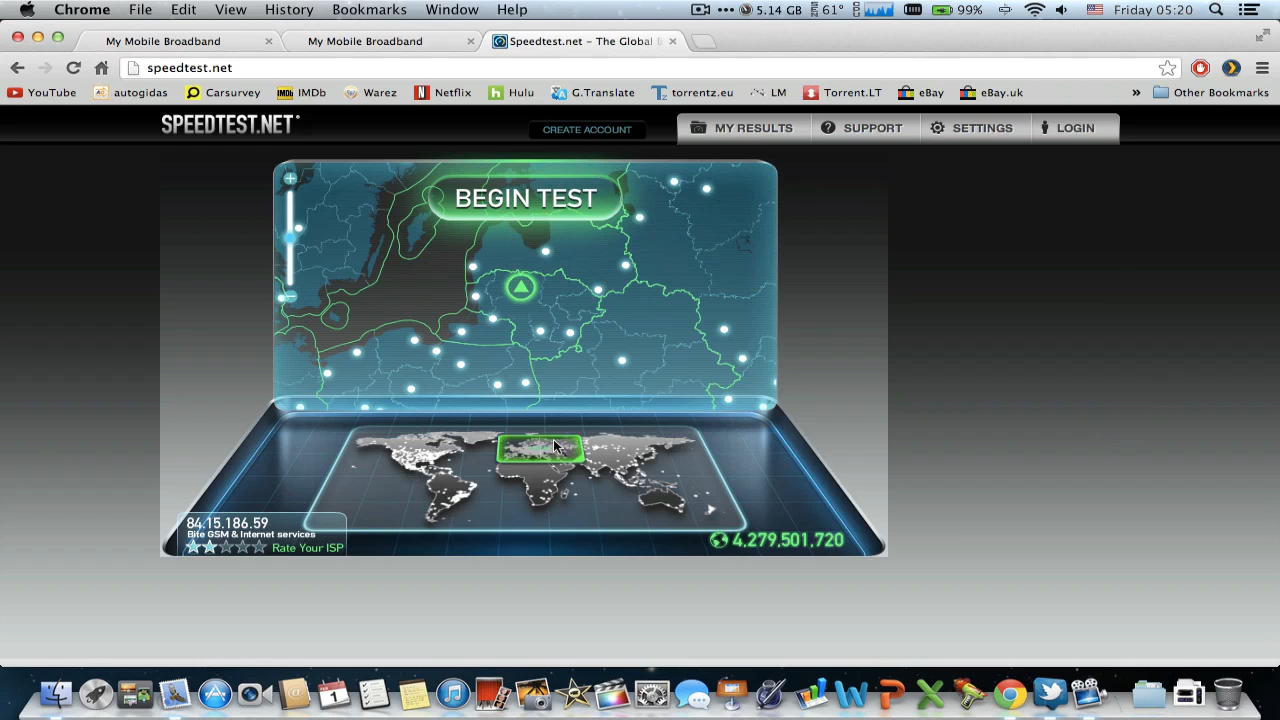 Chrome File Edit View History Bookmarks Window Help 5.14 GB 61° 99% Friday 05:20
My Mobile Broadband My Mobile Broadband Speedtest.net – The Global
speedtest.net
YouTube autogidas Carsurvey IMDb Warez Netflix Hulu G.Translate torrentz.eu LM Torrent.LT eBay eBay.uk » Other Bookmarks
SPEEDTEST.NET CREATE ACCOUNT MY RESULTS SUPPORT SETTINGS LOGIN
BEGIN TEST
84.15.186.59
Bite GSM & Internet services
Rate Your ISP
4,279,501,720